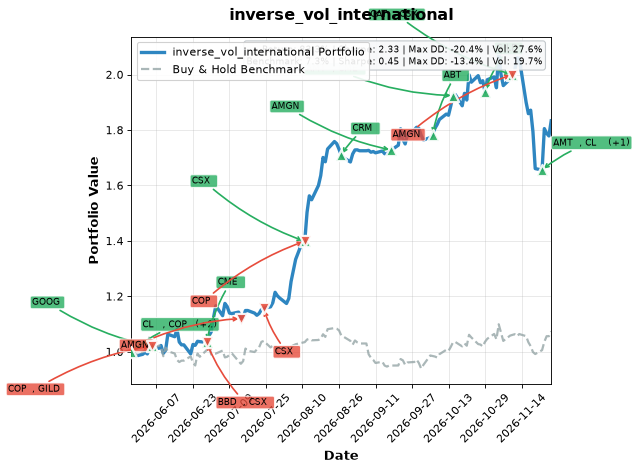 inverse_vol_international
inverse_vol_international Portfolio
Buy & Hold Benchmark
2.33 | Max DD: -20.4% | Vol: 27.6%
7.3% | Sharpe: 0.45 | Max DD: -13.4% | Vol: 19.7%
ABT
AMGN
CRM
AMGN
AMT , CL (+1)
CSX
CME
COP
GOOG
CL , COP
AMGN
CSX
COP , GILD
BBD
CSX
Portfolio Value
2.0
1.8
1.6
1.4
1.2
1.0
2026-06-07
2026-06-23
2026-07-25
2026-08-10
2026-08-26
2026-09-11
2026-09-27
2026-10-13
2026-10-29
2026-11-14
Date